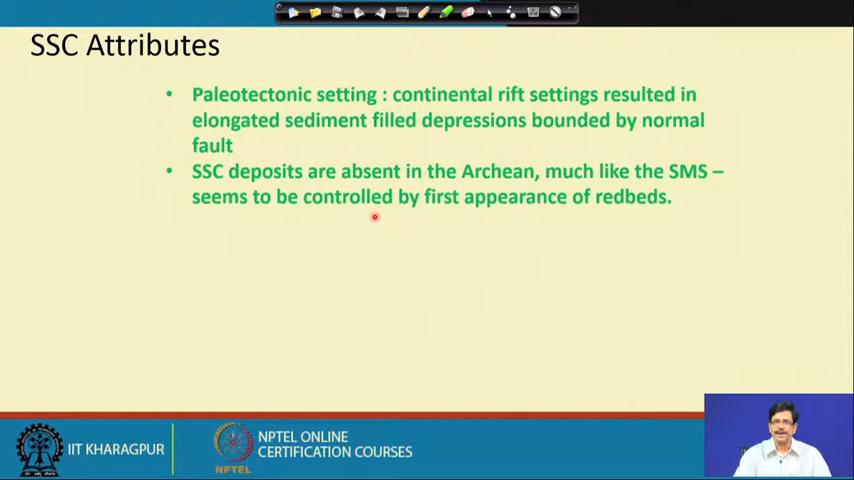 SSC Attributes
• Paleotectonic setting : continental rift settings resulted in
elongated sediment filled depressions bounded by normal
fault
• SSC deposits are absent in the Archean, much like the SMS –
seems to be controlled by first appearance of redbeds.
IIT KHARAGPUR
NPTEL
NPTEL ONLINE
CERTIFICATION COURSES